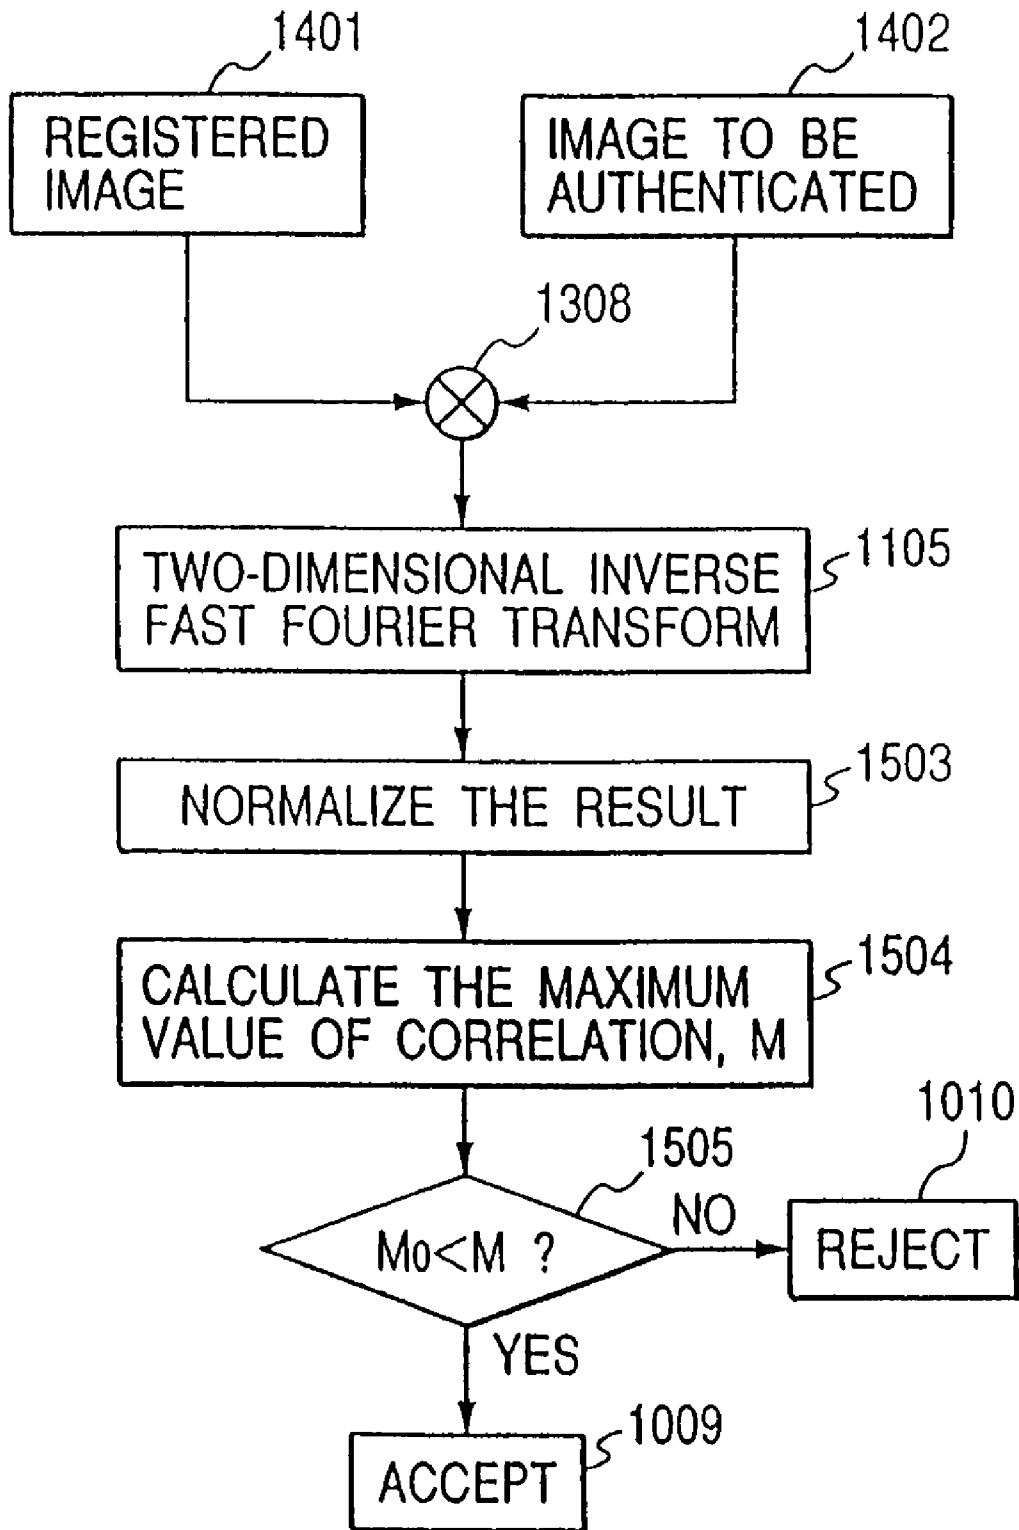 1401
1402
REGISTERED
IMAGE
IMAGE TO BE
AUTHENTICATED
1308
TWO-DIMENSIONAL INVERSE
FAST FOURIER TRANSFORM
1105
NORMALIZE THE RESULT
1503
CALCULATE THE MAXIMUM
VALUE OF CORRELATION, M
1504
1505
1010
M0<M ?
NO
REJECT
YES
ACCEPT
1009